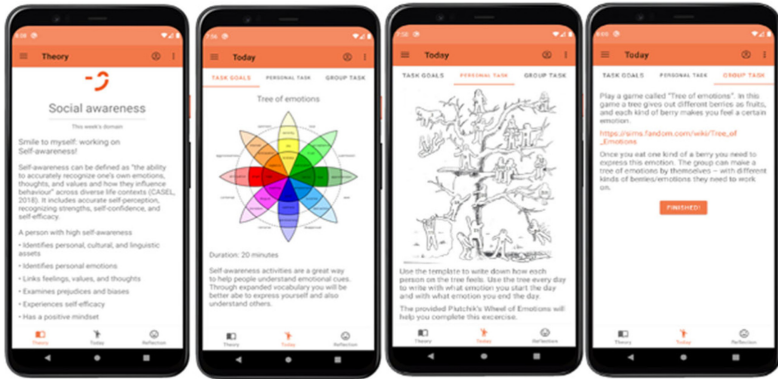 Theory
Social awareness
This week's domain
Smile to myself: working on
Self-awareness!
Self-awareness can be defined as "the ability
to accurately recognize one's own emotions,
thoughts, and values and how they influence
behaviour" across diverse life contexts (CASEL,
2018). It includes accurate self-perception,
recognizing strengths, self-confidence, and
self efficacy.
A person with high self-awareness
• Identifies personal, cultural, and linguistic
assets
• Identifies personal emotions
• Links feelings, values, and thoughts
• Examines prejudices and biases
• Experiences self-efficacy
• Has a positive mindset
Theory Today Reflection
Today
TASK GOALS PERSONAL TASK GROUP TASK
Tree of emotions
Duration: 20 minutes
Self-awareness activities are a great way
to help people understand emotional cues.
Through expanded vocabulary you will be
better abe to express yourself and also
understand others.
Theory Today Reflection
Today
TASK GOALS PERSONAL TASK GROUP TASK
Use the template to write down how each
person on the tree feels. Use the tree every day
to write with what emotion you start the day
and with what emotion you end the day.
The provided Plutchik's Wheel of Emotions will
help you complete this excercise.
Theory Today Reflection
Today
TASK GOALS PERSONAL TASK GROUP TASK
Play a game called "Tree of emotions". In this
game a tree gives out different berries as fruits,
and each kind of berry makes you feel a certain
emotion.
https://sims.fandom.com/wiki/Tree_of
_Emotions
Once you eat one kind of a berry you need to
express this emotion. The group can make a
tree of emotions by themselves – with different
kinds of berries/emotions they need to work
on.
FINISHED!
Theory Today Reflection